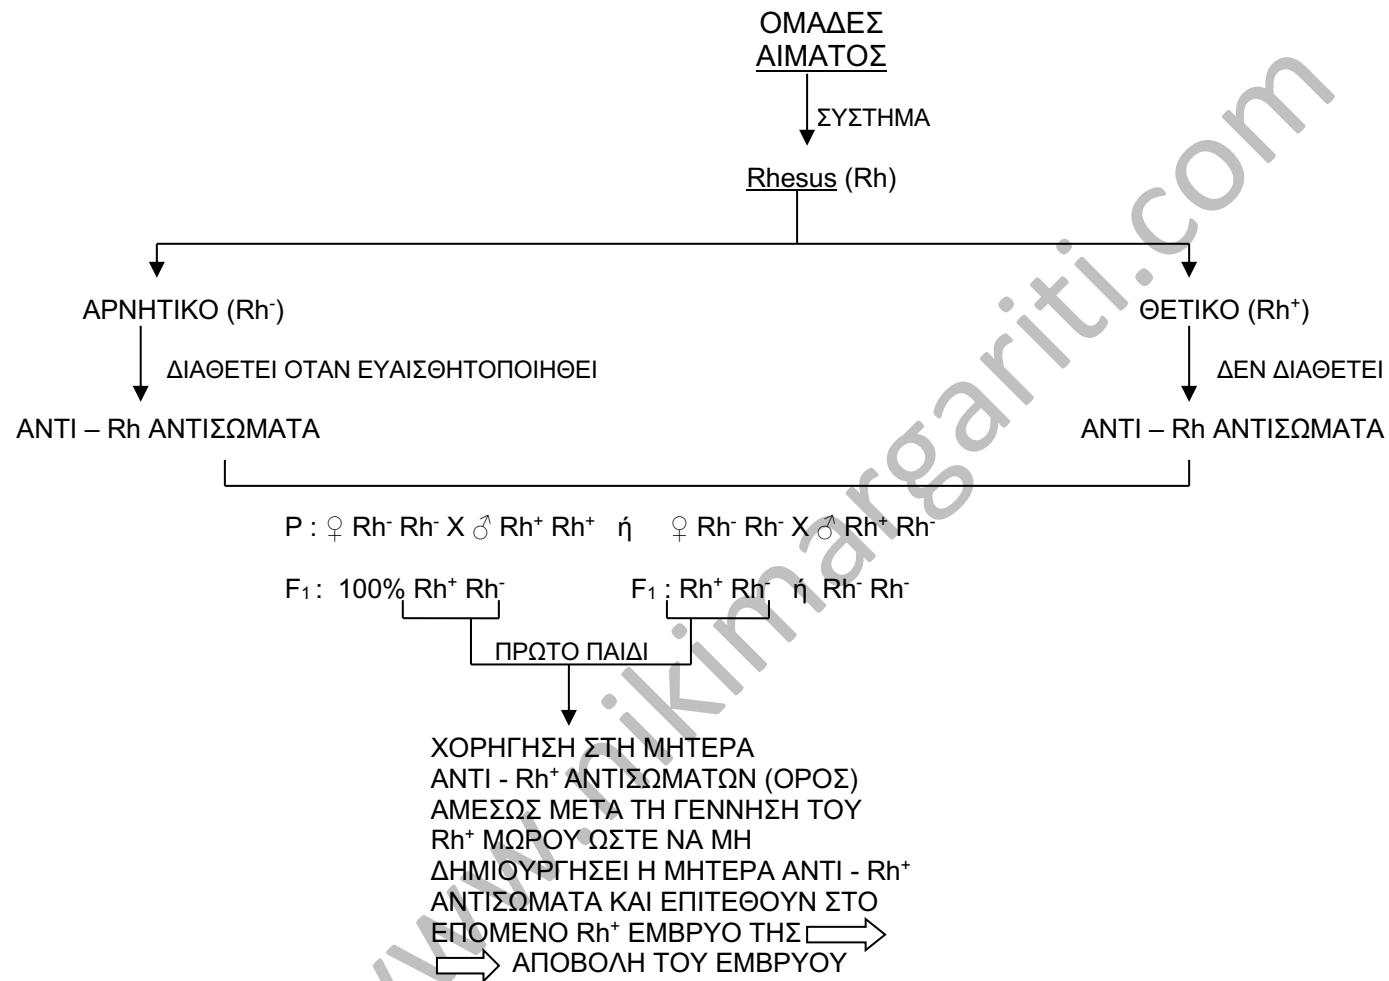 ΟΜΑΔΕΣ
ΑΙΜΑΤΟΣ
ΣΥΣΤΗΜΑ
Rhesus (Rh)
ΑΡΝΗΤΙΚΟ (Rh⁻)
ΘΕΤΙΚΟ (Rh⁺)
ΔΙΑΘΕΤΕΙ ΟΤΑΝ ΕΥΑΙΣΘΗΤΟΠΟΙΗΘΕΙ
ΔΕΝ ΔΙΑΘΕΤΕΙ
ΑΝΤΙ – Rh ΑΝΤΙΣΩΜΑΤΑ
ΑΝΤΙ – Rh ΑΝΤΙΣΩΜΑΤΑ
P : ♀ Rh⁻ Rh⁻ X ♂ Rh⁺ Rh⁺ ή ♀ Rh⁻ Rh⁻ X ♂ Rh⁺ Rh⁻
F₁ : 100% Rh⁺ Rh⁻ F₁ : Rh⁺ Rh⁻ ή Rh⁻ Rh⁻
ΠΡΩΤΟ ΠΑΙΔΙ
ΧΟΡΗΓΗΣΗ ΣΤΗ ΜΗΤΕΡΑ
ΑΝΤΙ - Rh⁺ ΑΝΤΙΣΩΜΑΤΩΝ (ΟΡΟΣ)
ΑΜΕΣΩΣ ΜΕΤΑ ΤΗ ΓΕΝΝΗΣΗ ΤΟΥ
Rh⁺ ΜΩΡΟΥ ΩΣΤΕ ΝΑ ΜΗ
ΔΗΜΙΟΥΡΓΗΣΕΙ Η ΜΗΤΕΡΑ ΑΝΤΙ - Rh⁺
ΑΝΤΙΣΩΜΑΤΑ ΚΑΙ ΕΠΙΤΕΘΟΥΝ ΣΤΟ
ΕΠΟΜΕΝΟ Rh⁺ ΕΜΒΡΥΟ ΤΗΣ
ΑΠΟΒΟΛΗ ΤΟΥ ΕΜΒΡΥΟΥ
www.nikimargariti.com